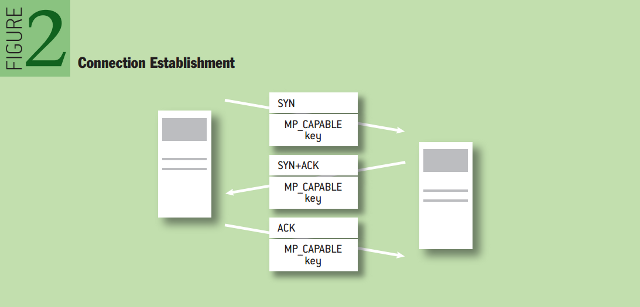 FIGURE 2
Connection Establishment
SYN
MP_CAPABLE
key
SYN+ACK
MP_CAPABLE
key
ACK
MP_CAPABLE
key